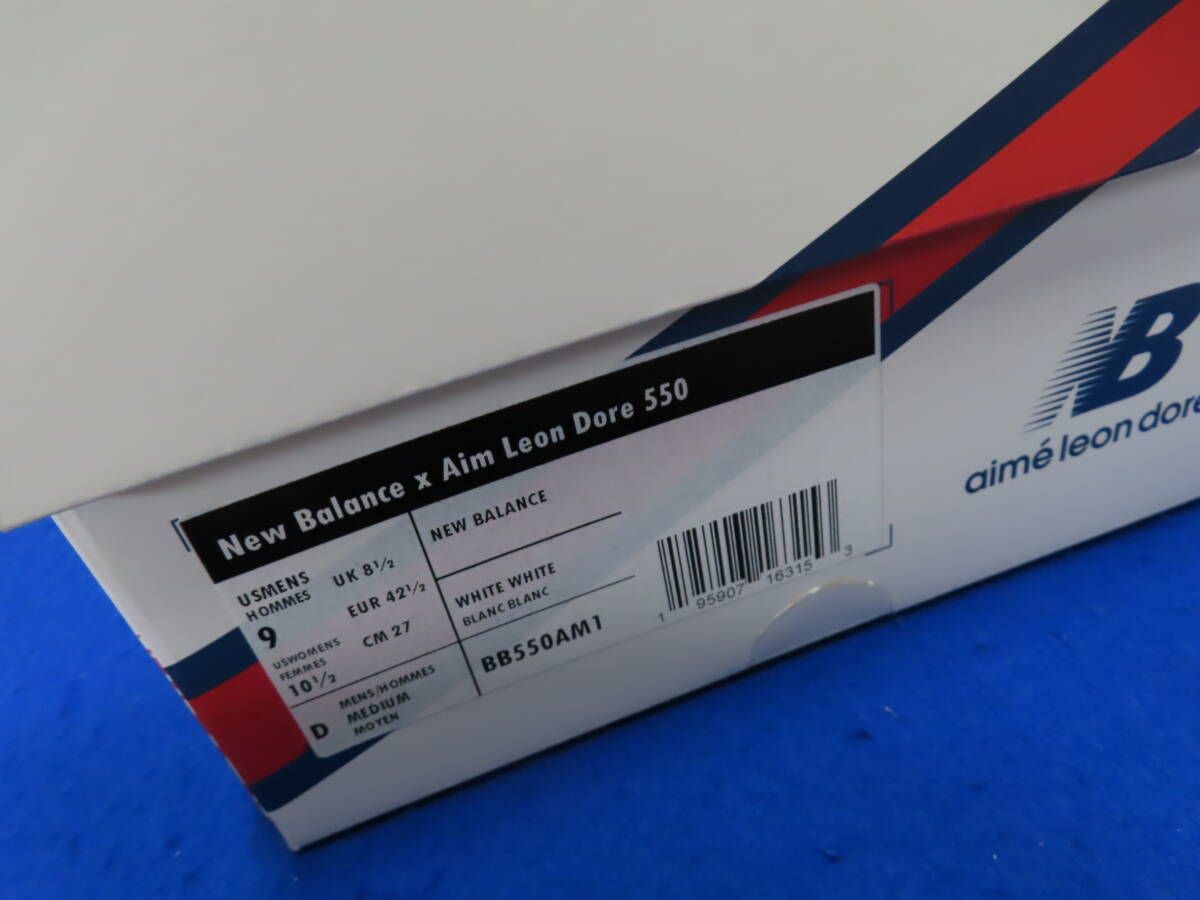 New Balance x Aim Leon Dore 550
USMENS
HOMMES
9
USWOMENS
FEMMES
10½
UK 8½
EUR 42½
CM 27
D
MENS/HOMMES
MEDIUM
MOYEN
NEW BALANCE
WHITE WHITE
BLANC BLANC
BB550AM1
1 95907 16315 3
NB
aimé leon dore